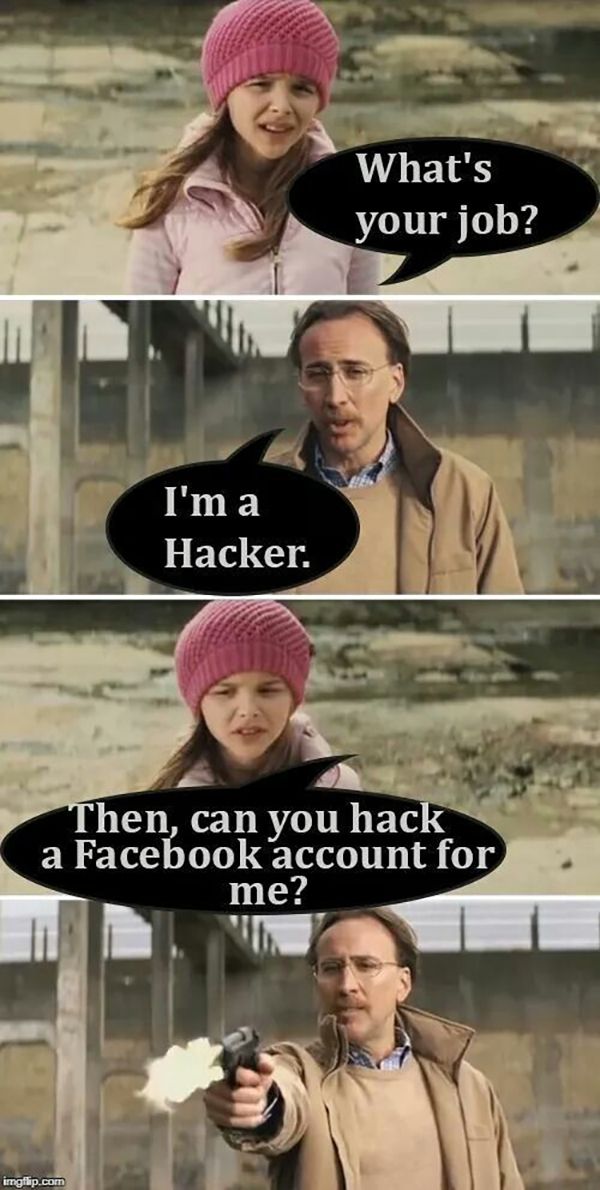 What's
your job?
I'm a
Hacker.
Then, can you hack
a Facebook account for
me?
imgflip.com